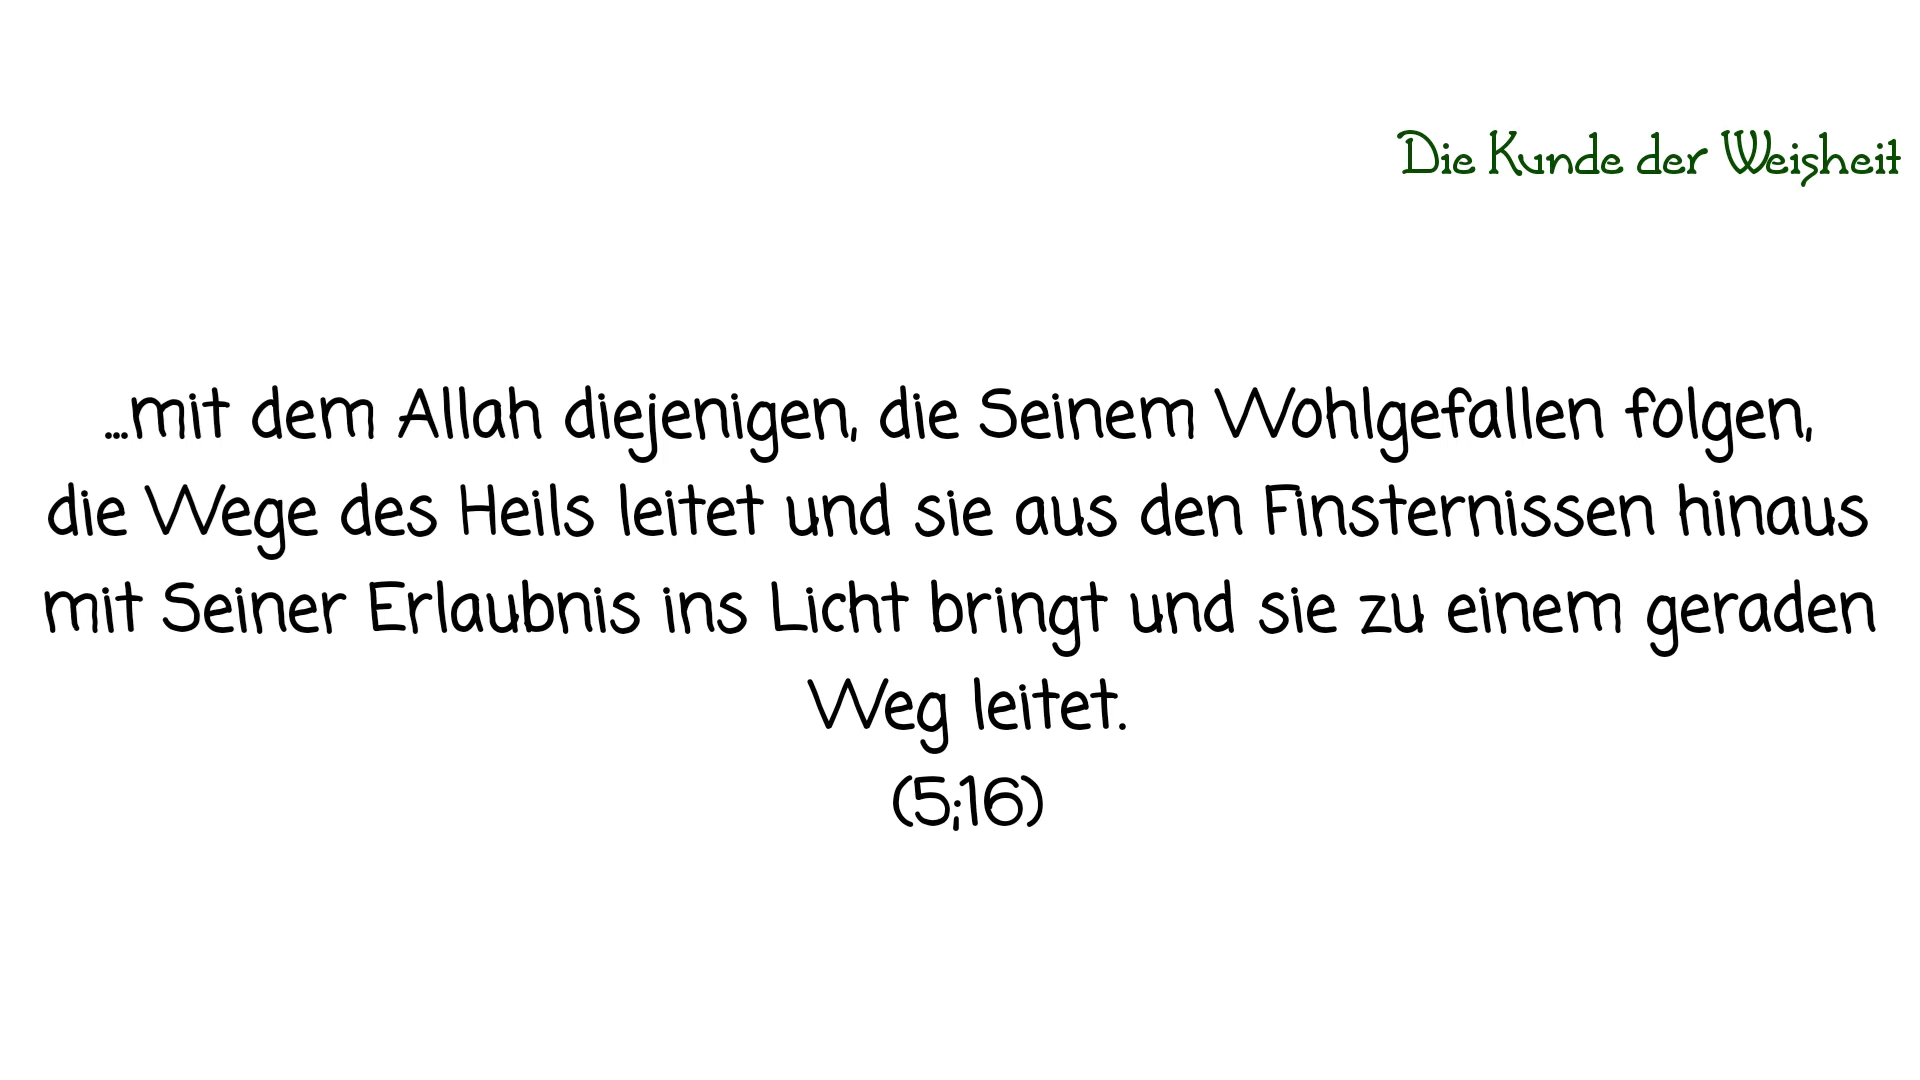 Die Kunde der Weisheit
...mit dem Allah diejenigen, die Seinem Wohlgefallen folgen,
die Wege des Heils leitet und sie aus den Finsternissen hinaus
mit Seiner Erlaubnis ins Licht bringt und sie zu einem geraden
Weg leitet.
(5;16)